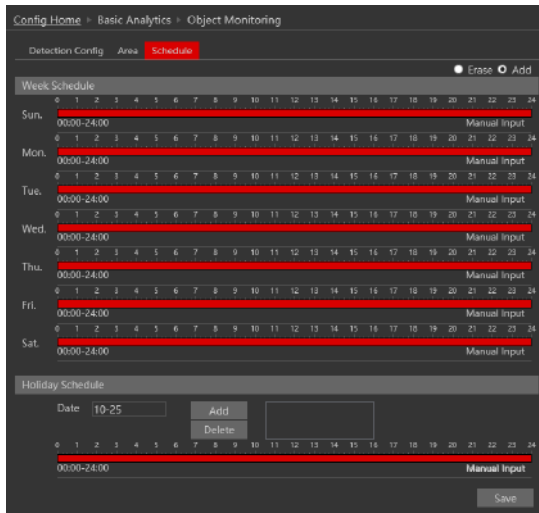 Config Home ▸ Basic Analytics ▸ Object Monitoring
Detection Config Area Schedule
Erase Add
Week Schedule
0 1 2 3 4 5 6 7 8 9 10 11 12 13 14 15 16 17 18 19 20 21 22 23 24
Sun.
00:00-24:00 Manual Input
0 1 2 3 4 5 6 7 8 9 10 11 12 13 14 15 16 17 18 19 20 21 22 23 24
Mon.
00:00-24:00 Manual Input
0 1 2 3 4 5 6 7 8 9 10 11 12 13 14 15 16 17 18 19 20 21 22 23 24
Tue.
00:00-24:00 Manual Input
0 1 2 3 4 5 6 7 8 9 10 11 12 13 14 15 16 17 18 19 20 21 22 23 24
Wed.
00:00-24:00 Manual Input
0 1 2 3 4 5 6 7 8 9 10 11 12 13 14 15 16 17 18 19 20 21 22 23 24
Thu.
00:00-24:00 Manual Input
0 1 2 3 4 5 6 7 8 9 10 11 12 13 14 15 16 17 18 19 20 21 22 23 24
Fri.
00:00-24:00 Manual Input
0 1 2 3 4 5 6 7 8 9 10 11 12 13 14 15 16 17 18 19 20 21 22 23 24
Sat.
00:00-24:00 Manual Input
Holiday Schedule
Date 10-25 Add
Delete
0 1 2 3 4 5 6 7 8 9 10 11 12 13 14 15 16 17 18 19 20 21 22 23 24
00:00-24:00 Manual Input
Save